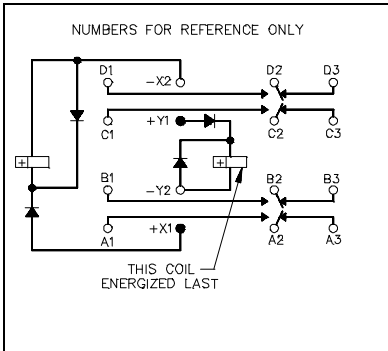 NUMBERS FOR REFERENCE ONLY
D1 -X2 D2 D3
+Y1
C1 C2 C3
+ +
B1 -Y2 B2 B3
A1 +X1 A2 A3
THIS COIL
ENERGIZED LAST